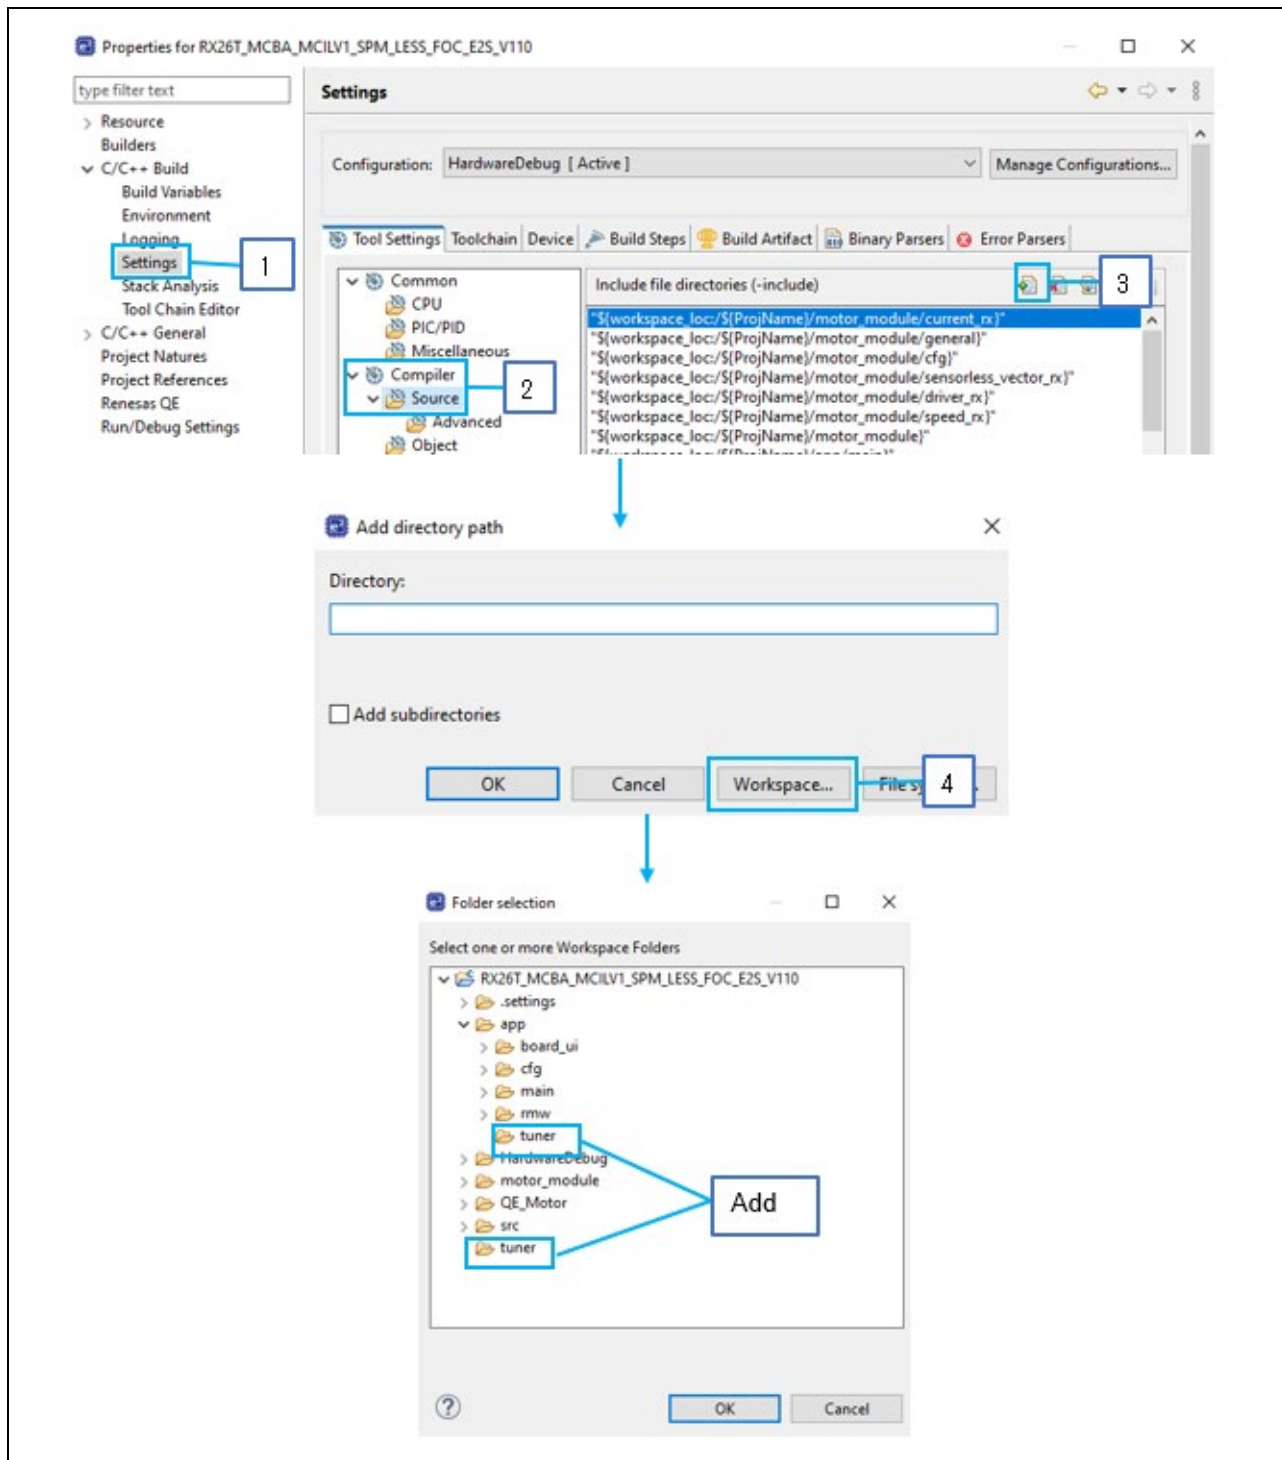 Properties for RX26T_MCBA_MCILV1_SPM_LESS_FOC_E2S_V110
type filter text
Settings
Resource
Builders
C/C++ Build
Build Variables
Environment
Logging
Settings
Stack Analysis
Tool Chain Editor
C/C++ General
Project Natures
Project References
Renesas QE
Run/Debug Settings
1
Configuration: HardwareDebug [ Active ] Manage Configurations...
Tool Settings Toolchain Device Build Steps Build Artifact Binary Parsers Error Parsers
Common
CPU
PIC/PID
Miscellaneous
Compiler
Source
Advanced
Object
2
Include file directories (-include)
3
"${workspace_loc:/${ProjName}/motor_module/current_rx}"
"${workspace_loc:/${ProjName}/motor_module/general}"
"${workspace_loc:/${ProjName}/motor_module/cfg}"
"${workspace_loc:/${ProjName}/motor_module/sensorless_vector_rx}"
"${workspace_loc:/${ProjName}/motor_module/driver_rx}"
"${workspace_loc:/${ProjName}/motor_module/speed_rx}"
"${workspace_loc:/${ProjName}/motor_module}"
"${workspace_loc:/${ProjName}/app/main}"
Add directory path
Directory:
Add subdirectories
OK Cancel Workspace... 4
Folder selection
Select one or more Workspace Folders
RX26T_MCBA_MCILV1_SPM_LESS_FOC_E2S_V110
.settings
app
board_ui
cfg
main
rmw
tuner
HardwareDebug
motor_module
QE_Motor
src
tuner
Add
OK Cancel